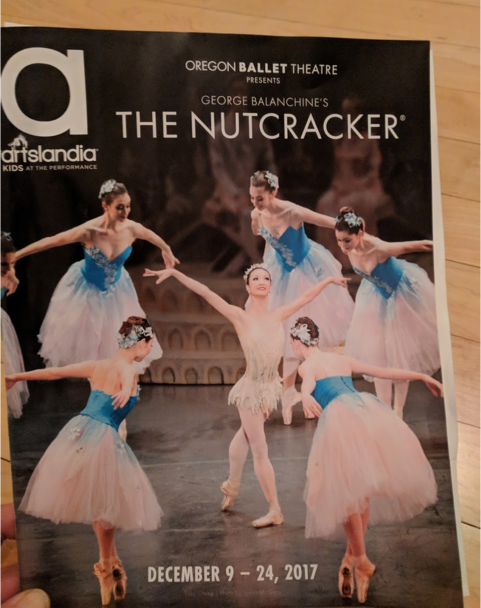 a
artslandia
KIDS AT THE PERFORMANCE
OREGON BALLET THEATRE
PRESENTS
GEORGE BALANCHINE'S
THE NUTCRACKER®
DECEMBER 9 – 24, 2017